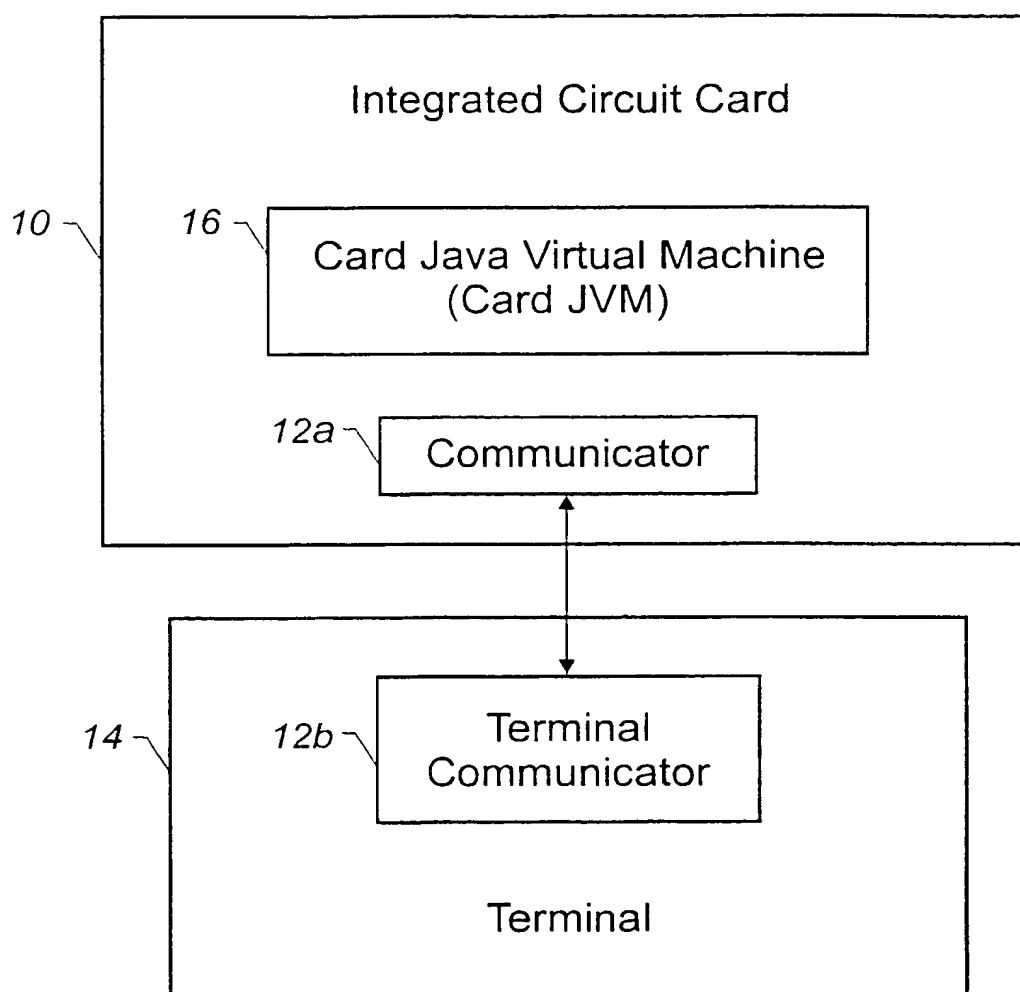 Integrated Circuit Card
10
16
Card Java Virtual Machine
(Card JVM)
12a
Communicator
14
12b
Terminal
Communicator
Terminal